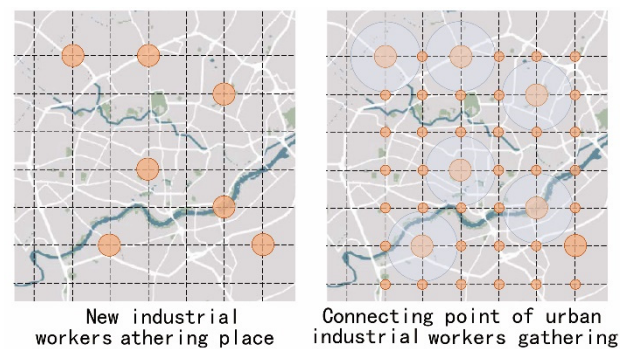 New industrial
workers athering place
Connecting point of urban
industrial workers gathering